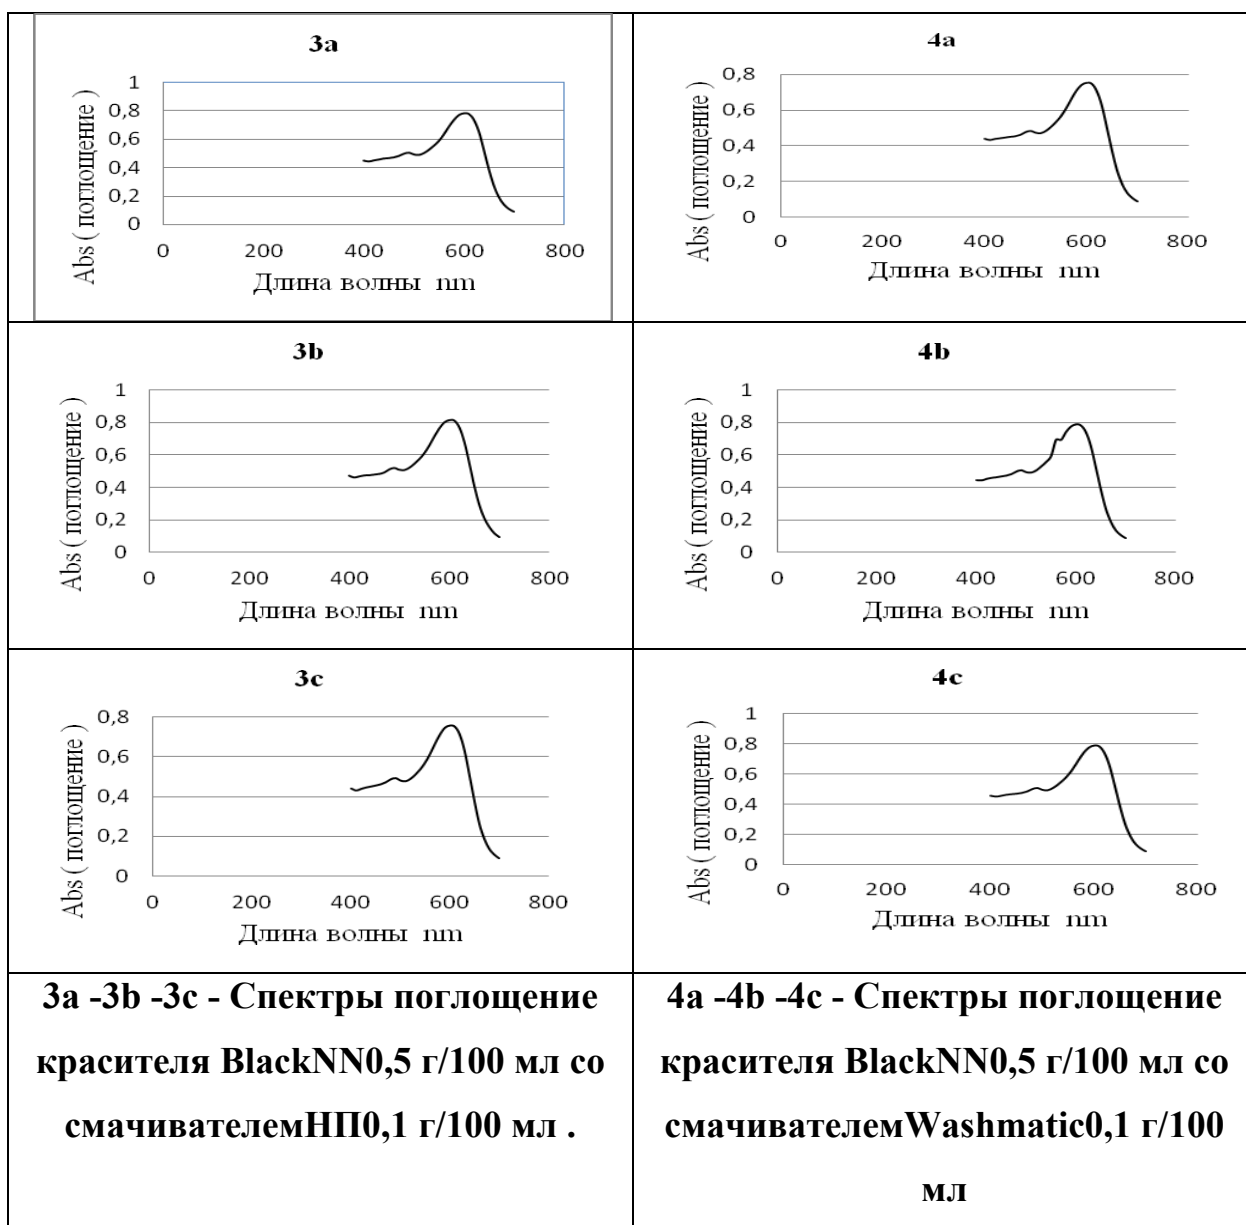 3a
Abs ( поглощение )
1
0,8
0,6
0,4
0,2
0
0 200 400 600 800
Длина волны nm
4a
Abs ( поглощение )
0,8
0,6
0,4
0,2
0
0 200 400 600 800
Длина волны nm
3b
Abs ( поглощение )
1
0,8
0,6
0,4
0,2
0
0 200 400 600 800
Длина волны nm
4b
Abs ( поглощение )
1
0,8
0,6
0,4
0,2
0
0 200 400 600 800
Длина волны nm
3c
Abs ( поглощение )
0,8
0,6
0,4
0,2
0
0 200 400 600 800
Длина волны nm
4c
Abs ( поглощение )
1
0,8
0,6
0,4
0,2
0
0 200 400 600 800
Длина волны nm
3a -3b -3c - Спектры поглощение
красителя BlackNN0,5 г/100 мл со
смачивателемНП0,1 г/100 мл .
4a -4b -4c - Спектры поглощение
красителя BlackNN0,5 г/100 мл со
смачивателемWashmatic0,1 г/100
мл